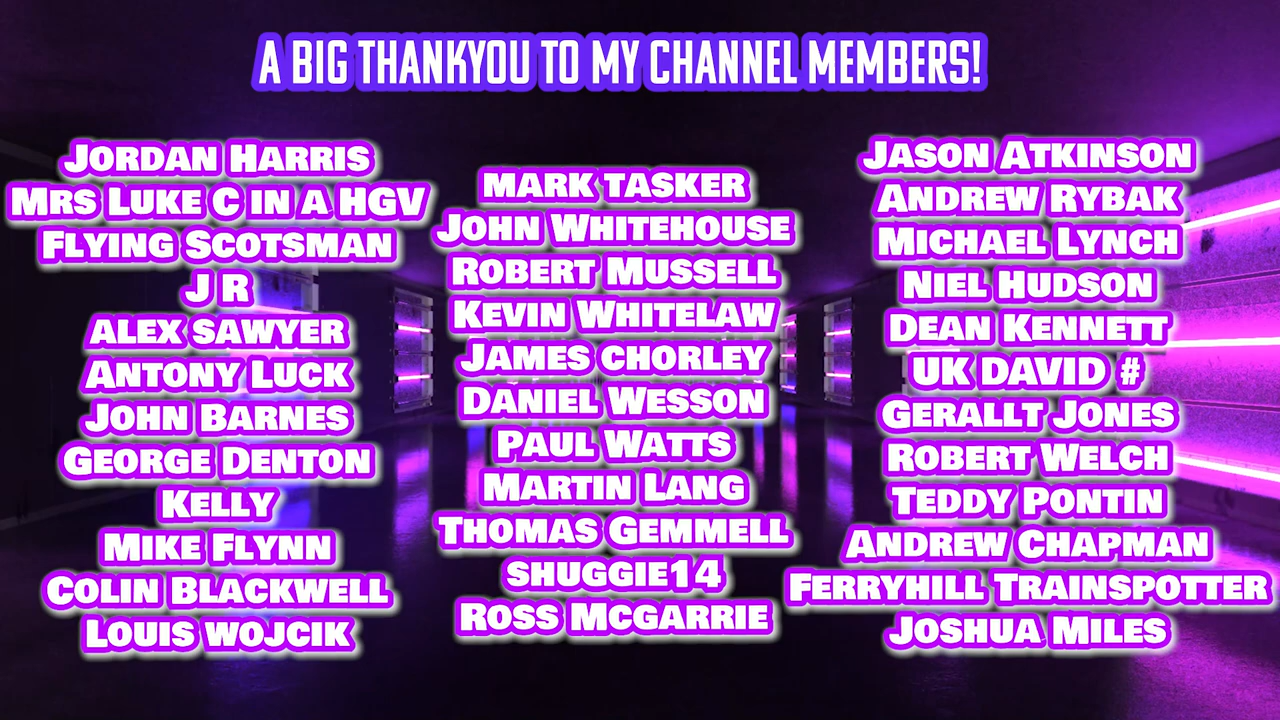 A BIG THANKYOU TO MY CHANNEL MEMBERS!
Jordan Harris
Mrs Luke C in a HGV
Flying Scotsman
J R
alex sawyer
Antony Luck
John Barnes
George Denton
Kelly
Mike Flynn
Colin Blackwell
Louis wojcik
mark tasker
John Whitehouse
Robert Mussell
Kevin Whitelaw
James chorley
Daniel Wesson
Paul Watts
Martin Lang
Thomas Gemmell
shuggie14
Ross Mcgarrie
Jason Atkinson
Andrew Rybak
Michael Lynch
Niel Hudson
Dean Kennett
UK DAVID #
Gerallt Jones
Robert Welch
Teddy Pontin
Andrew Chapman
Ferryhill Trainspotter
Joshua Miles